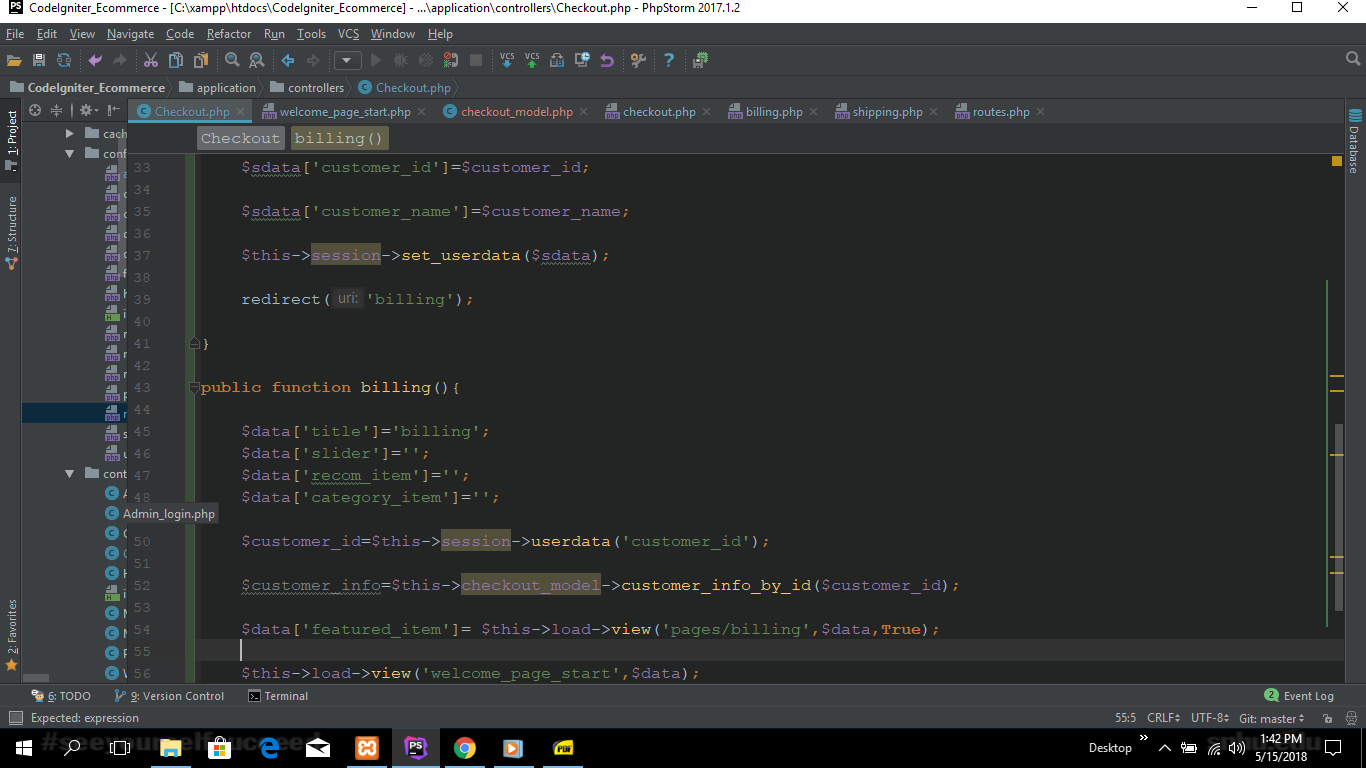 CodeIgniter_Ecommerce - [C:\xampp\htdocs\CodeIgniter_Ecommerce] - ...\application\controllers\Checkout.php - PhpStorm 2017.1.2
File Edit View Navigate Code Refactor Run Tools VCS Window Help
CodeIgniter_Ecommerce application controllers Checkout.php
Checkout.php welcome_page_start.php checkout_model.php checkout.php billing.php shipping.php routes.php
1: Project
7: Structure
2: Favorites
Database
cach
conf
cont
Admin_login.php
Checkout billing()
33 $sdata['customer_id']=$customer_id;
34
35 $sdata['customer_name']=$customer_name;
36
37 $this->session->set_userdata($sdata);
38
39 redirect( uri: 'billing');
40
41 }
42
43 public function billing(){
44
45 $data['title']='billing';
46 $data['slider']='';
47 $data['recom_item']='';
48 $data['category_item']='';
50 $customer_id=$this->session->userdata('customer_id');
51
52 $customer_info=$this->checkout_model->customer_info_by_id($customer_id);
53
54 $data['featured_item']= $this->load->view('pages/billing',$data,True);
55
56 $this->load->view('welcome_page_start',$data);
6: TODO 9: Version Control Terminal 2 Event Log
Expected: expression 55:5 CRLF UTF-8 Git: master
#seeyourselfsucceed snhu.edu
Desktop 1:42 PM
5/15/2018